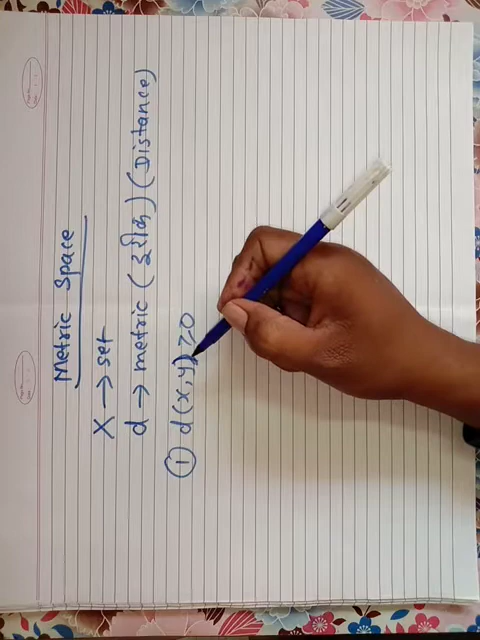 Metric Space
X → set
d → metric ( दूरीक ) ( Distance )
① d(x,y) ≥ 0